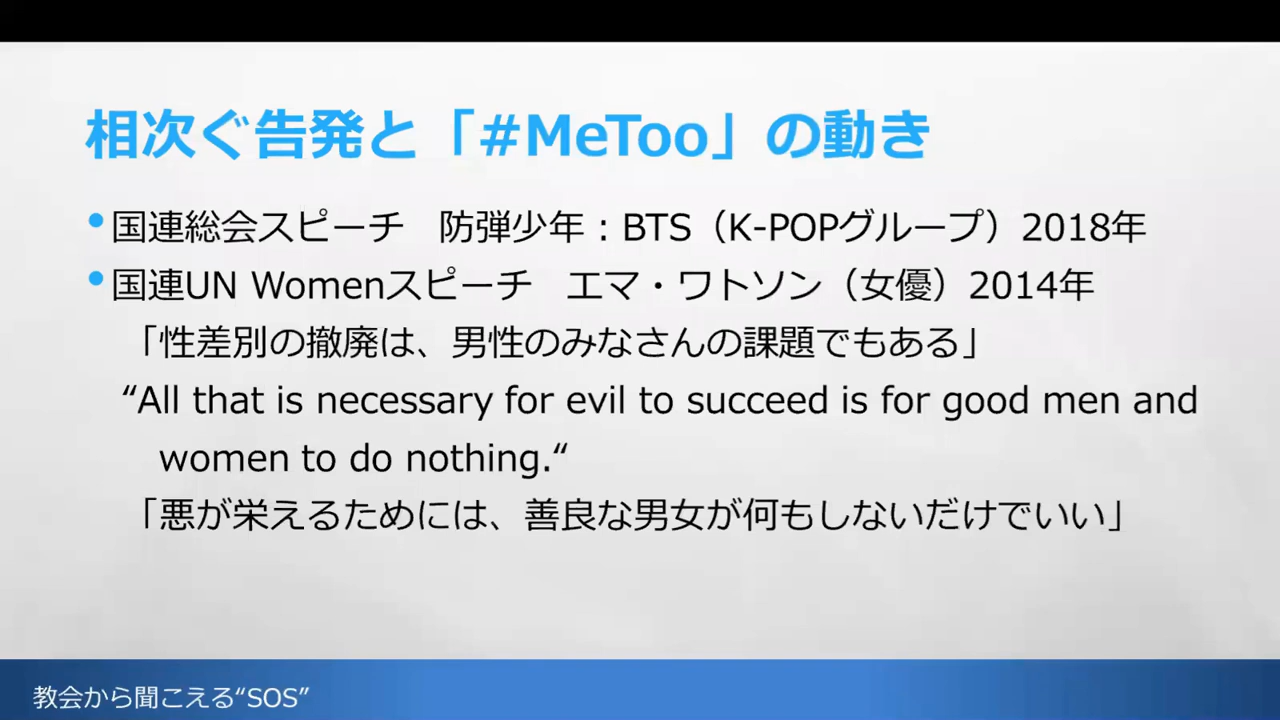 相次ぐ告発と「#MeToo」の動き
•国連総会スピーチ　防弾少年：BTS（K-POPグループ）2018年
•国連UN Womenスピーチ　エマ・ワトソン（女優）2014年
「性差別の撤廃は、男性のみなさんの課題でもある」
“All that is necessary for evil to succeed is for good men and
women to do nothing.“
「悪が栄えるためには、善良な男女が何もしないだけでいい」
教会から聞こえる“SOS”